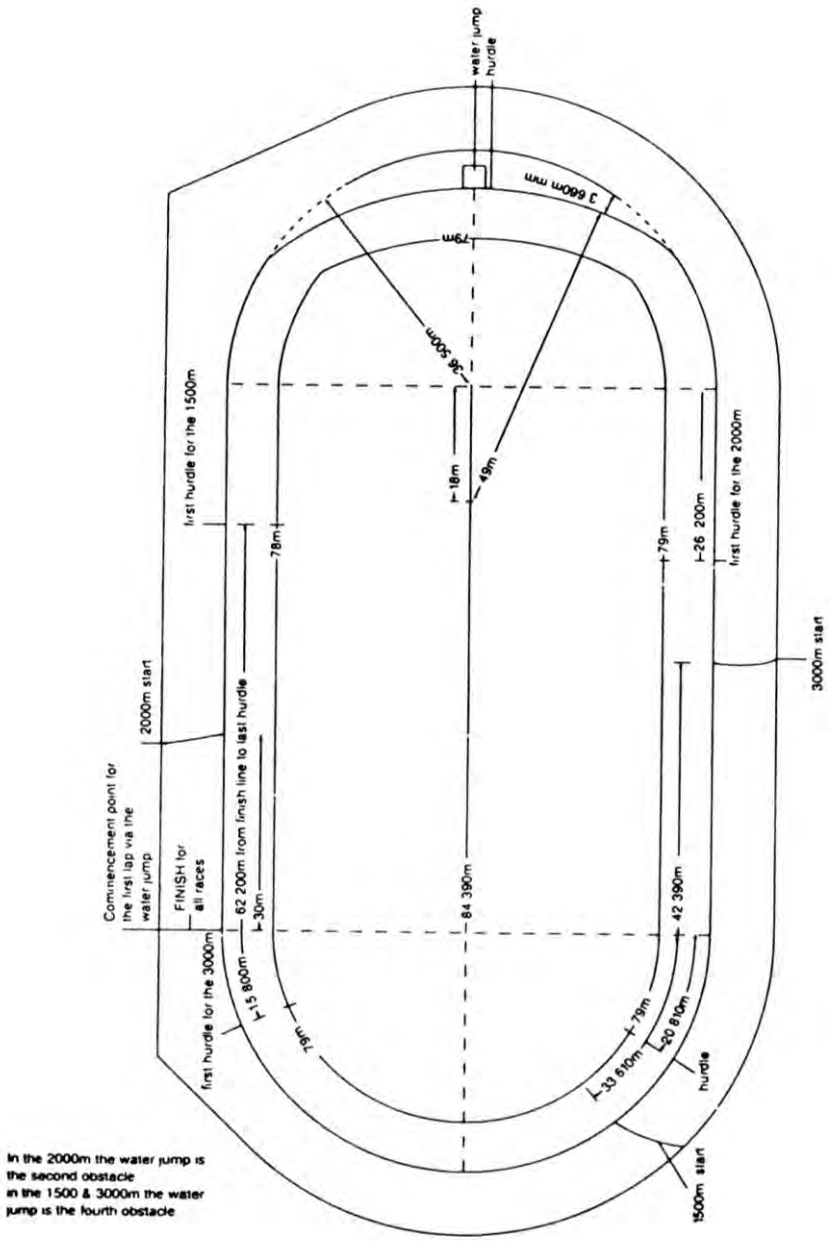 water jump
hurdle
3 660m mm
79m
36 500m
18m
49m
first hurdle for the 1500m
78m
79m
26 200m
first hurdle for the 2000m
2000m start
62 200m from finish line to last hurdle
30m
3000m start
Commencement point for
the first lap via the
water jump
FINISH for
all races
84 390m
42 390m
first hurdle for the 3000m
15 800m
79m
79m
20 810m
33 610m
hurdle
1500m start
In the 2000m the water jump is
the second obstacle
in the 1500 & 3000m the water
jump is the fourth obstacle